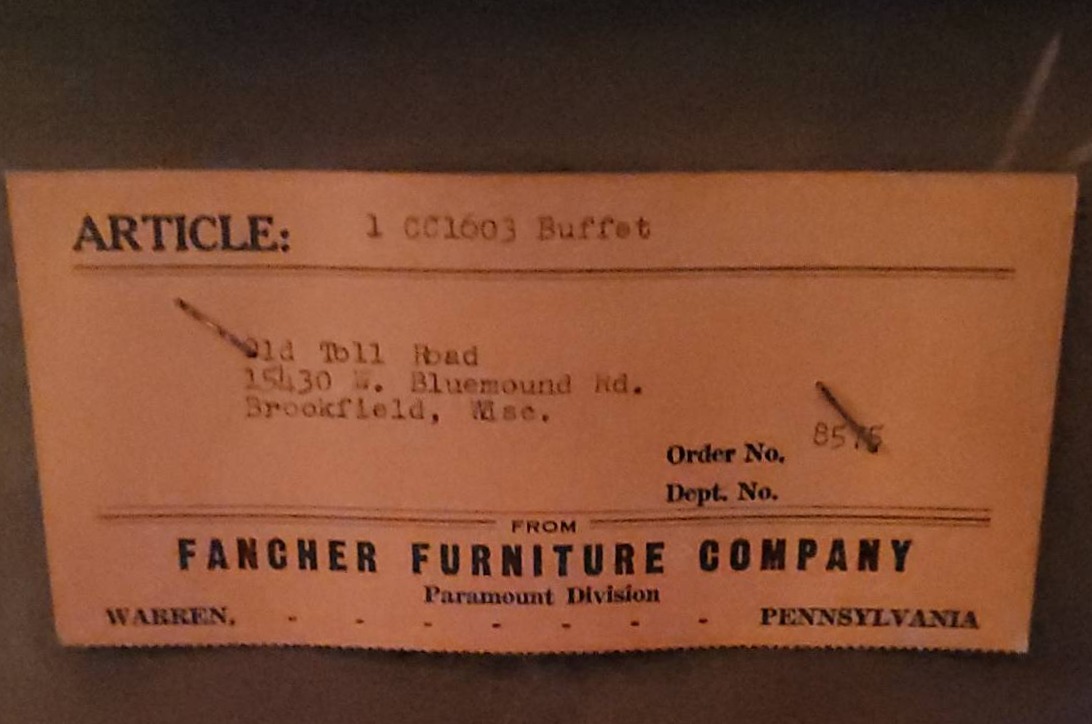 ARTICLE: 1 CC1603 Buffet
Old Toll Road
15430 W. Bluemound Rd.
Brookfield, Wisc.
Order No.
Dept. No.
FROM
FANCHER FURNITURE COMPANY
Paramount Division
WARREN, - - - - - - - PENNSYLVANIA